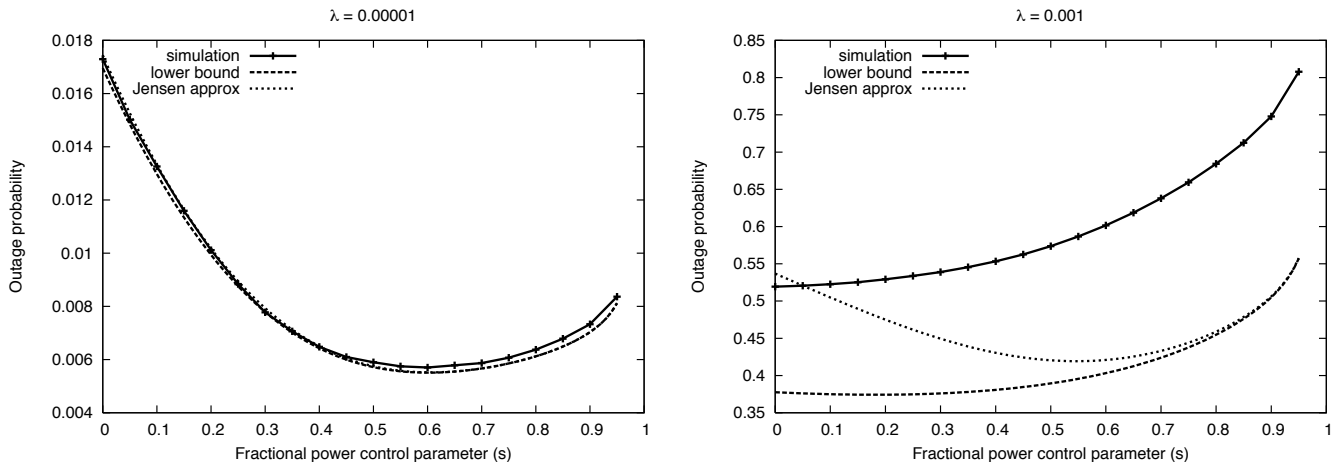 λ = 0.00001
0.018
0.016
0.014
0.012
0.01
0.008
0.006
0.004
Outage probability
simulation
lower bound
Jensen approx
0 0.1 0.2 0.3 0.4 0.5 0.6 0.7 0.8 0.9 1
Fractional power control parameter (s)
λ = 0.001
0.85
0.8
0.75
0.7
0.65
0.6
0.55
0.5
0.45
0.4
0.35
Outage probability
simulation
lower bound
Jensen approx
0 0.1 0.2 0.3 0.4 0.5 0.6 0.7 0.8 0.9 1
Fractional power control parameter (s)